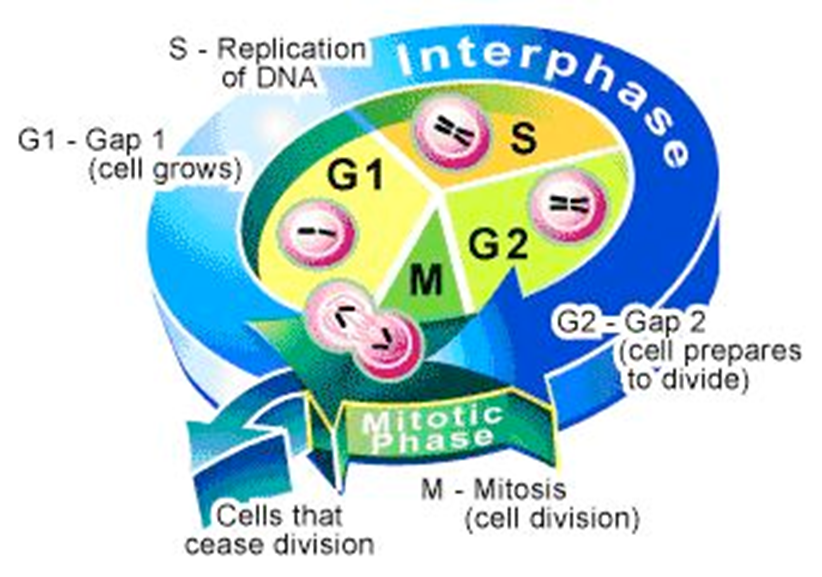 S - Replication
of DNA
Interphase
G1 - Gap 1
(cell grows)
S
G1
G2
M
G2 - Gap 2
(cell prepares
to divide)
Mitotic
Phase
M - Mitosis
(cell division)
Cells that
cease division